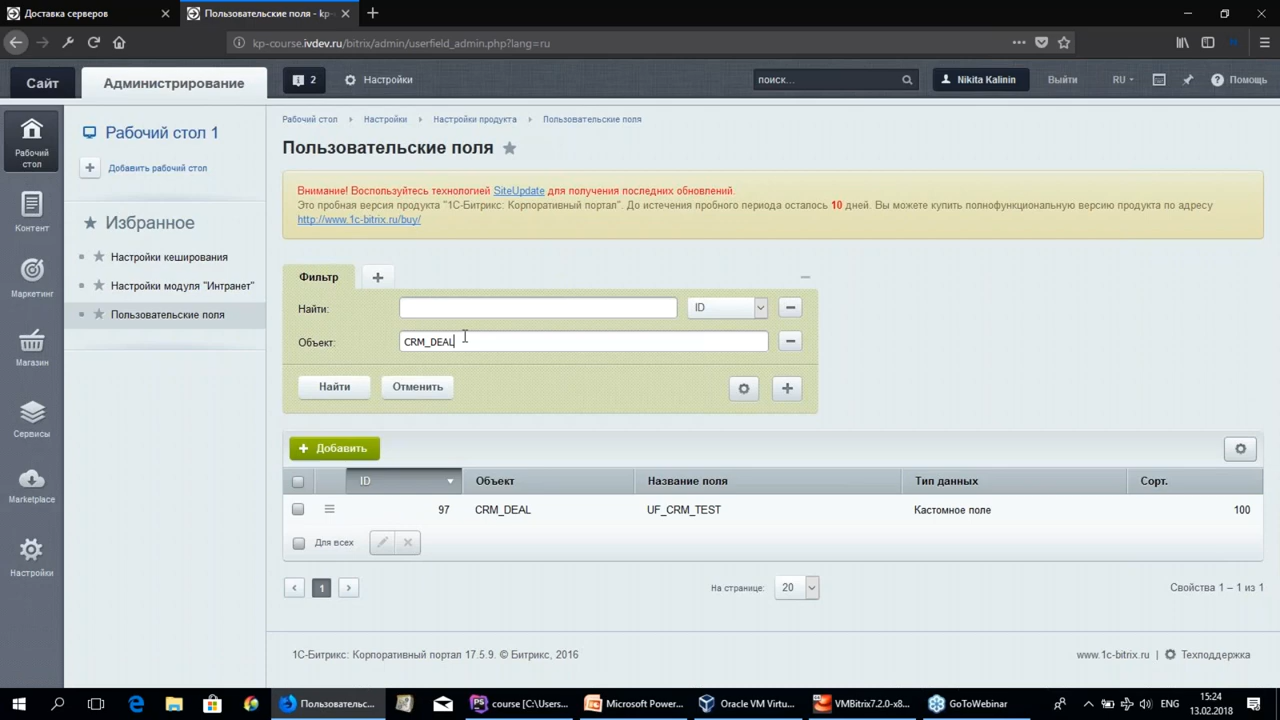 Доставка серверов
Пользовательские поля - kp-
kp-course.ivdev.ru/bitrix/admin/userfield_admin.php?lang=ru
Сайт
Администрирование
2
Настройки
поиск...
Nikita Kalinin
Выйти
RU
Помощь
Рабочий стол
Контент
Маркетинг
Магазин
Сервисы
Marketplace
Настройки
Рабочий стол 1
Добавить рабочий стол
Избранное
Настройки кеширования
Настройки модуля "Интранет"
Пользовательские поля
Рабочий стол Настройки Настройки продукта Пользовательские поля
Пользовательские поля
Внимание! Воспользуйтесь технологией SiteUpdate для получения последних обновлений.
Это пробная версия продукта "1С-Битрикс: Корпоративный портал". До истечения пробного периода осталось 10 дней. Вы можете купить полнофункциональную версию продукта по адресу
http://www.1c-bitrix.ru/buy/
Фильтр
Найти: ID
Объект: CRM_DEAL
Найти Отменить
Добавить
ID Объект Название поля Тип данных Сорт.
97 CRM_DEAL UF_CRM_TEST Кастомное поле 100
Для всех
1
На странице: 20
Свойства 1 – 1 из 1
1С-Битрикс: Корпоративный портал 17.5.9. © Битрикс, 2016
www.1c-bitrix.ru | Техподдержка
Пользовательс...
course [C:\Users...
Microsoft Power...
Oracle VM Virtu...
VMBitrix7.2.0-x8...
GoToWebinar
ENG
15:24
13.02.2018